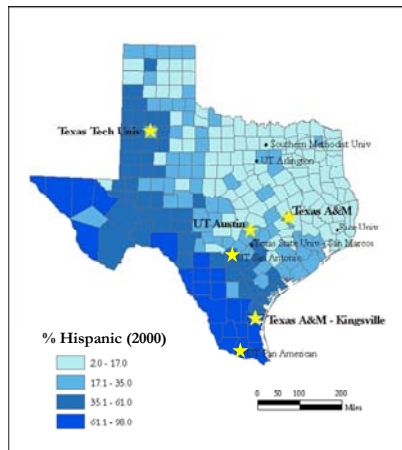 Southern Methodist Univ
Texas Tech Univ
UT Arlington
Texas A&M
Rice Univ
UT Austin
Texas State Univ - San Marcos
UT San Antonio
Texas A&M - Kingsville
% Hispanic (2000)
UT Pan American
2.0 - 17.0
17.1 - 35.0
35.1 - 61.0
61.1 - 98.0
0 50 100 200
Miles